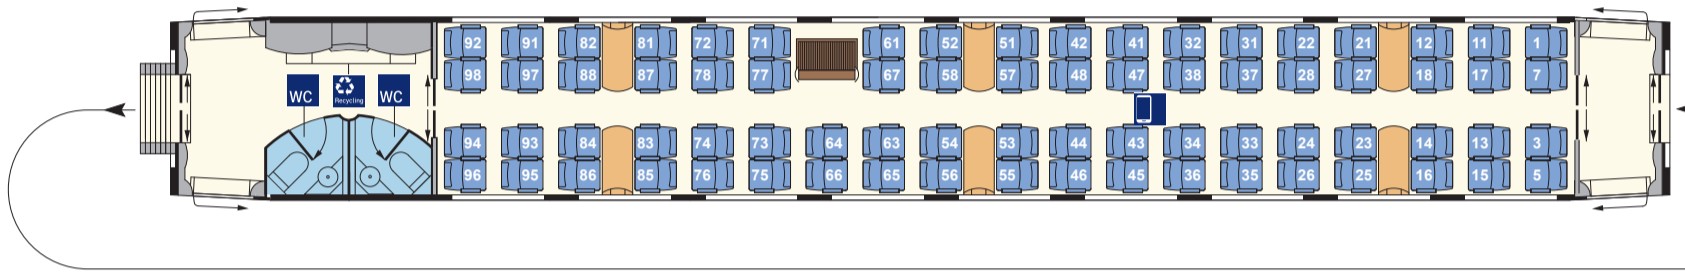 92 91 82 81 72 71 61 52 51 42 41 32 31 22 21 12 11 1
98 97 88 87 78 77 67 58 57 48 47 38 37 28 27 18 17 7
WC Recycling WC
94 93 84 83 74 73 64 63 54 53 44 43 34 33 24 23 14 13 3
96 95 86 85 76 75 66 65 56 55 46 45 36 35 26 25 16 15 5